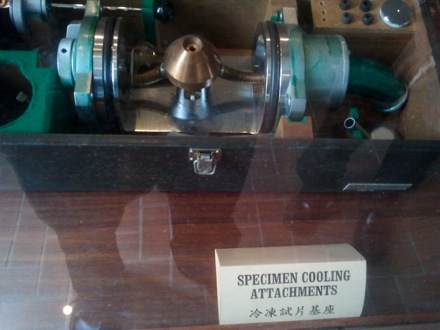 SPECIMEN COOLING
ATTACHMENTS
冷凍試片基座